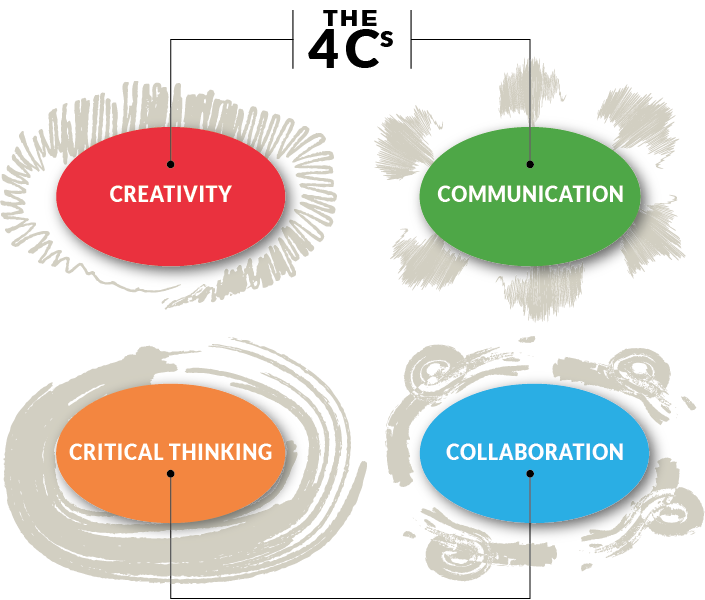 THE
4Cs
CREATIVITY
COMMUNICATION
CRITICAL THINKING
COLLABORATION